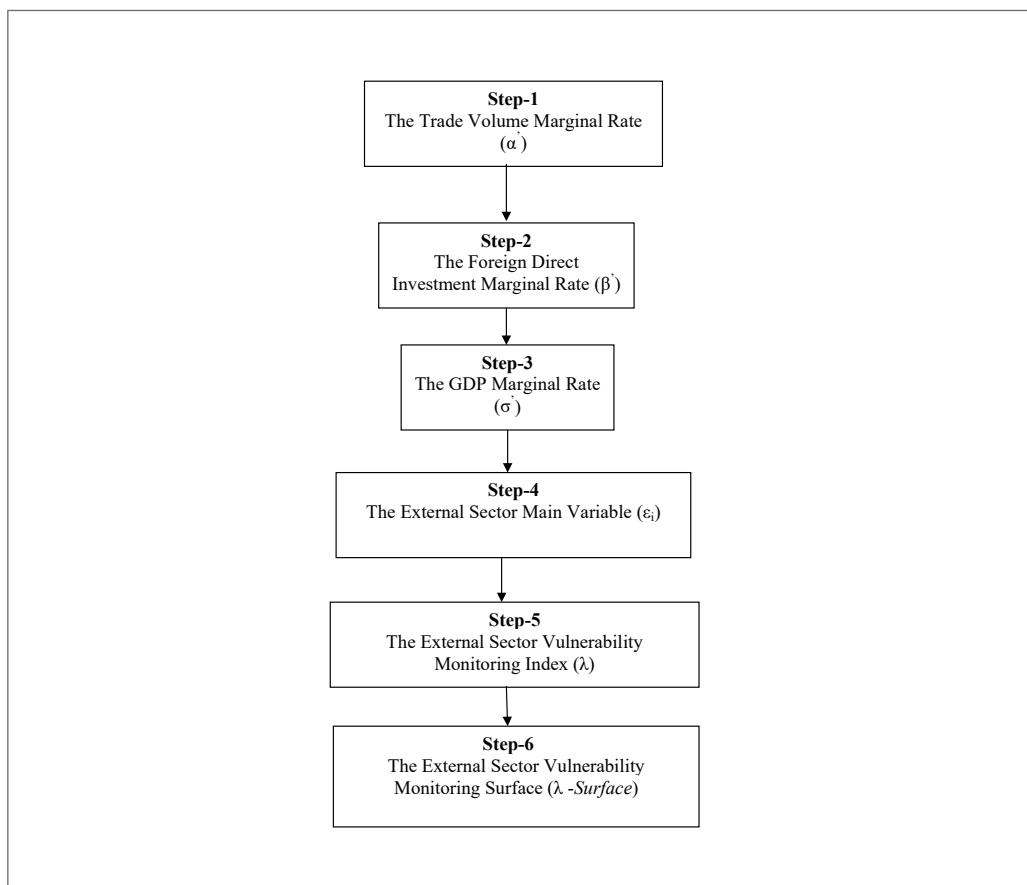 Step-1
The Trade Volume Marginal Rate
(α’)
Step-2
The Foreign Direct
Investment Marginal Rate (β’)
Step-3
The GDP Marginal Rate
(σ’)
Step-4
The External Sector Main Variable (εᵢ)
Step-5
The External Sector Vulnerability
Monitoring Index (λ)
Step-6
The External Sector Vulnerability
Monitoring Surface (λ -Surface)